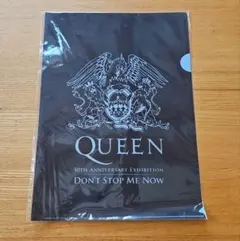 QUEEN
50TH ANNIVERSARY EXHIBITION
DON'T STOP ME NOW